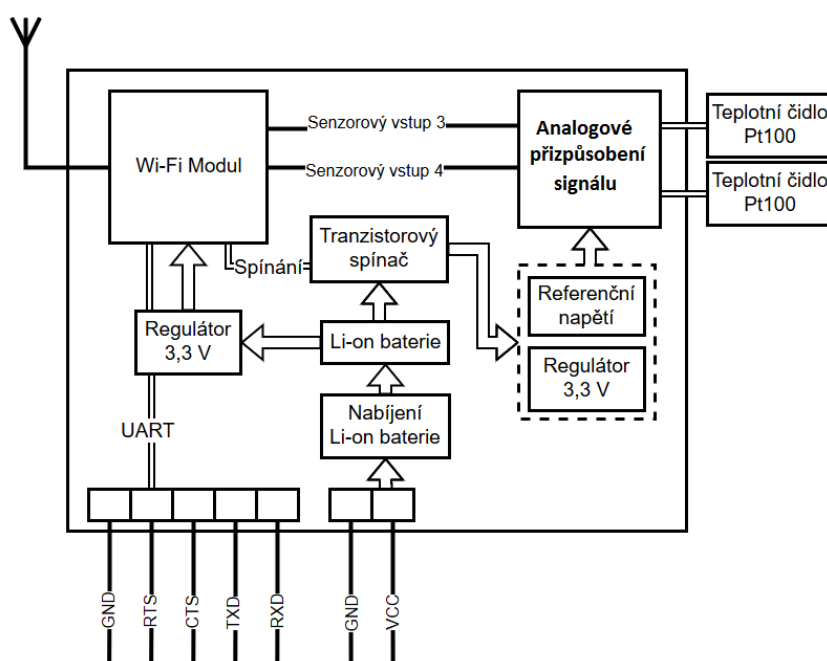 Wi-Fi Modul
Senzorový vstup 3
Senzorový vstup 4
Analogové
přizpůsobení
signálu
Teplotní čidlo
Pt100
Teplotní čidlo
Pt100
Spínání
Tranzistorový
spínač
Referenční
napětí
Regulátor
3,3 V
Regulátor
3,3 V
Li-on baterie
Nabíjení
Li-on baterie
UART
GND
RTS
CTS
TXD
RXD
GND
VCC